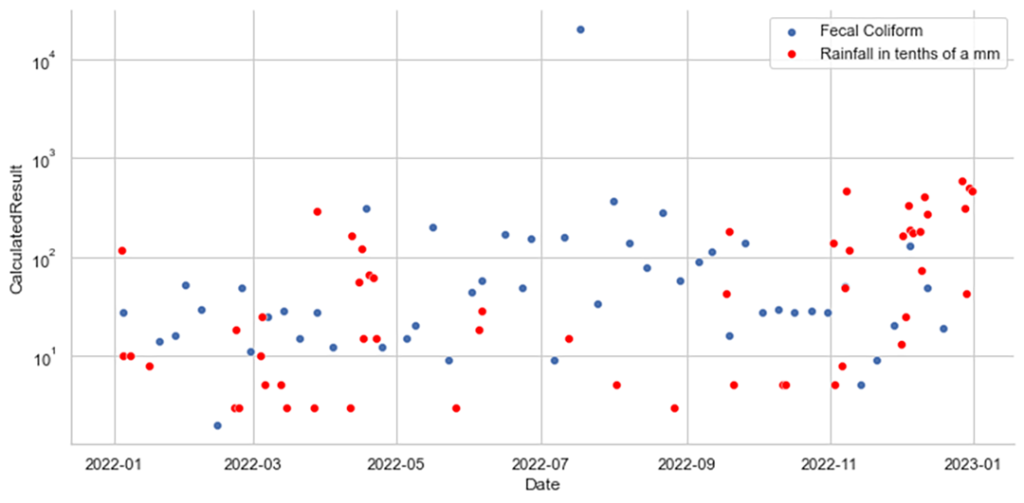 Fecal Coliform
Rainfall in tenths of a mm
10^4
10^3
10^2
10^1
CalculatedResult
2022-01 2022-03 2022-05 2022-07 2022-09 2022-11 2023-01
Date